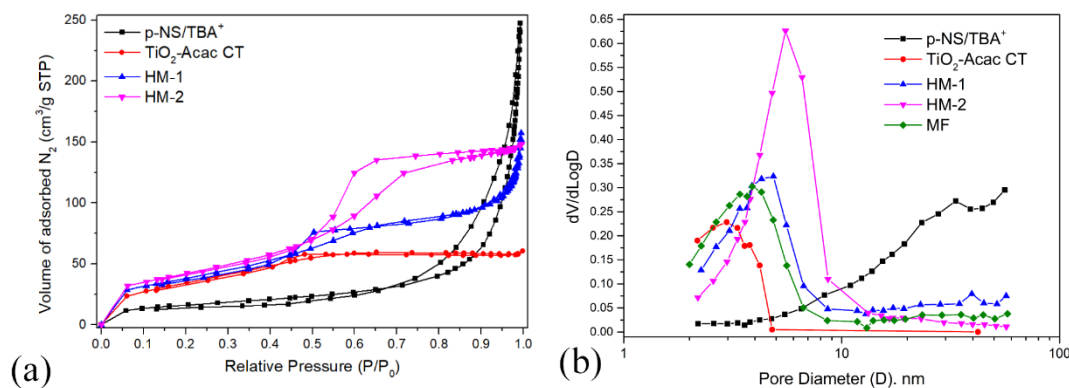 (a)
Volume of adsorbed N₂ (cm³/g STP)
250
200
150
100
50
0
p-NS/TBA⁺
TiO₂-Acac CT
HM-1
HM-2
0.0 0.1 0.2 0.3 0.4 0.5 0.6 0.7 0.8 0.9 1.0
Relative Pressure (P/P₀)
(b)
dV/dLogD
0.65
0.60
0.55
0.50
0.45
0.40
0.35
0.30
0.25
0.20
0.15
0.10
0.05
0.00
p-NS/TBA⁺
TiO₂-Acac CT
HM-1
HM-2
MF
1 10 100
Pore Diameter (D). nm